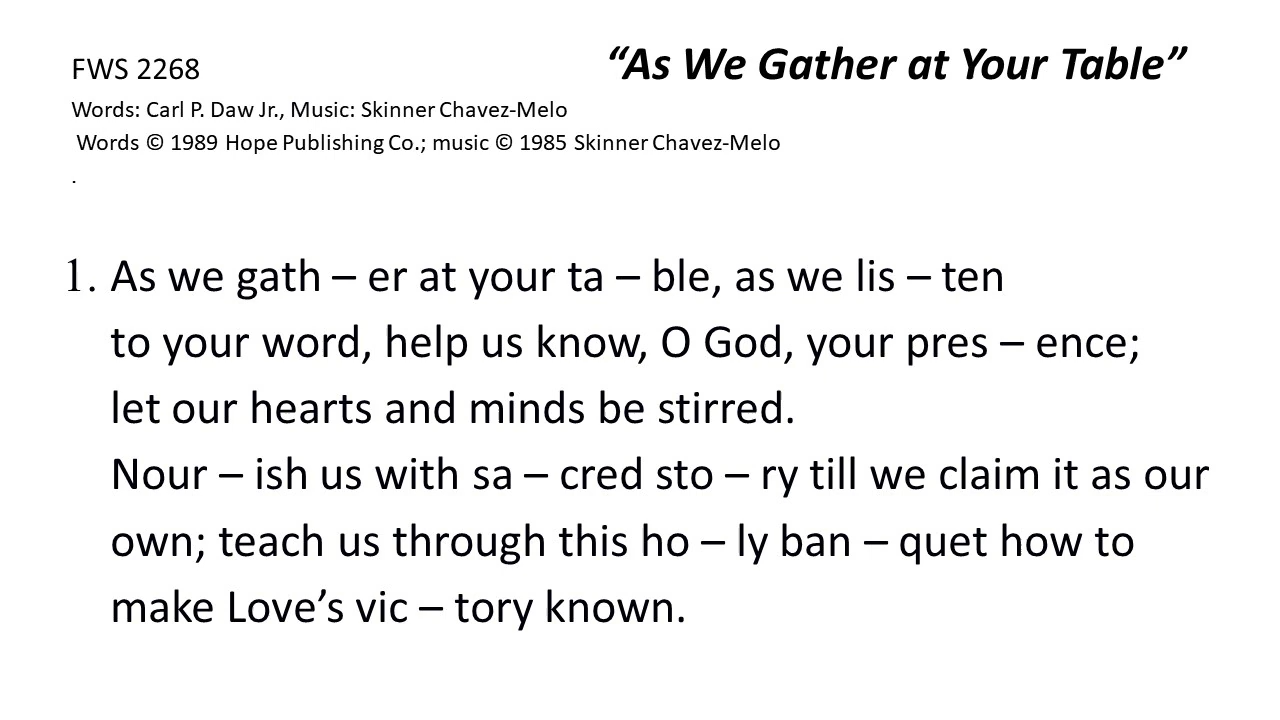 FWS 2268 “As We Gather at Your Table”
Words: Carl P. Daw Jr., Music: Skinner Chavez-Melo
Words © 1989 Hope Publishing Co.; music © 1985 Skinner Chavez-Melo
.
1. As we gath – er at your ta – ble, as we lis – ten
to your word, help us know, O God, your pres – ence;
let our hearts and minds be stirred.
Nour – ish us with sa – cred sto – ry till we claim it as our
own; teach us through this ho – ly ban – quet how to
make Love’s vic – tory known.